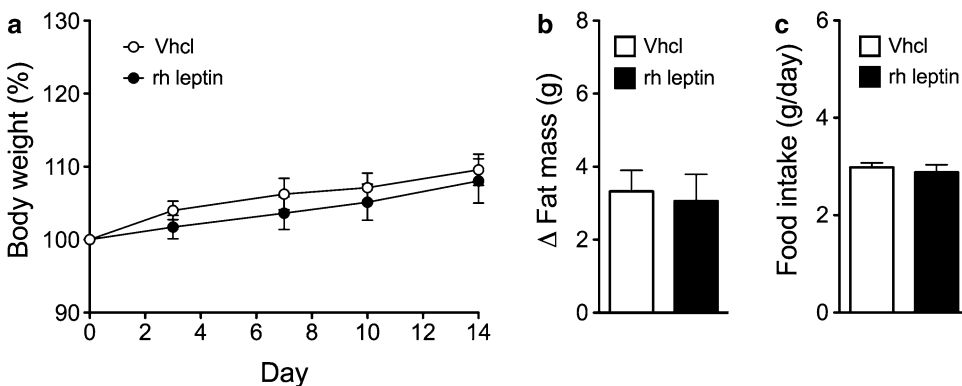 a
Body weight (%)
130
120
110
100
90
Vhcl
rh leptin
0 2 4 6 8 10 12 14
Day
b
Δ Fat mass (g)
8
6
4
2
0
Vhcl
rh leptin
c
Food intake (g/day)
6
4
2
0
Vhcl
rh leptin